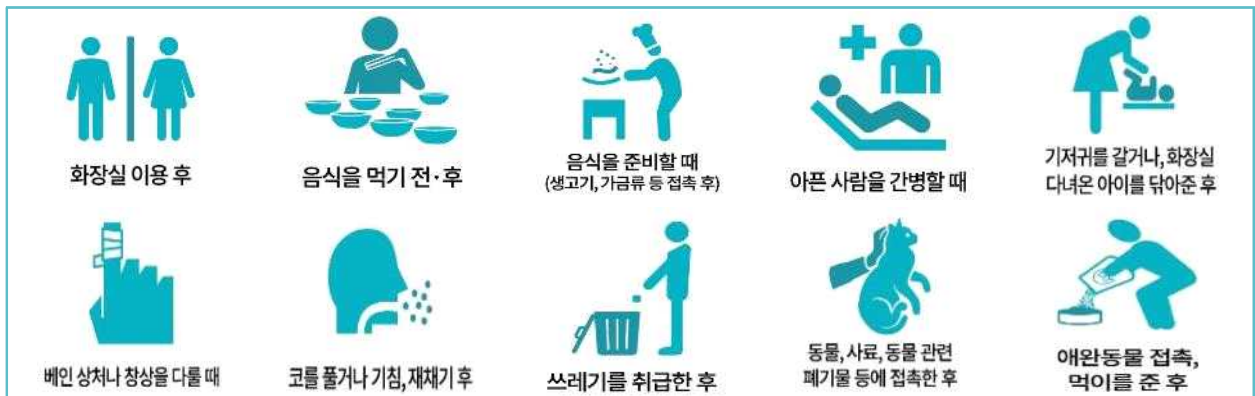 화장실 이용 후
음식을 먹기 전·후
음식을 준비할 때
(생고기, 가금류 등 접촉 후)
아픈 사람을 간병할 때
기저귀를 갈거나, 화장실
다녀온 아이를 닦아준 후
베인 상처나 창상을 다룰 때
코를 풀거나 기침, 재채기 후
쓰레기를 취급한 후
동물, 사료, 동물 관련
폐기물 등에 접촉한 후
애완동물 접촉,
먹이를 준 후